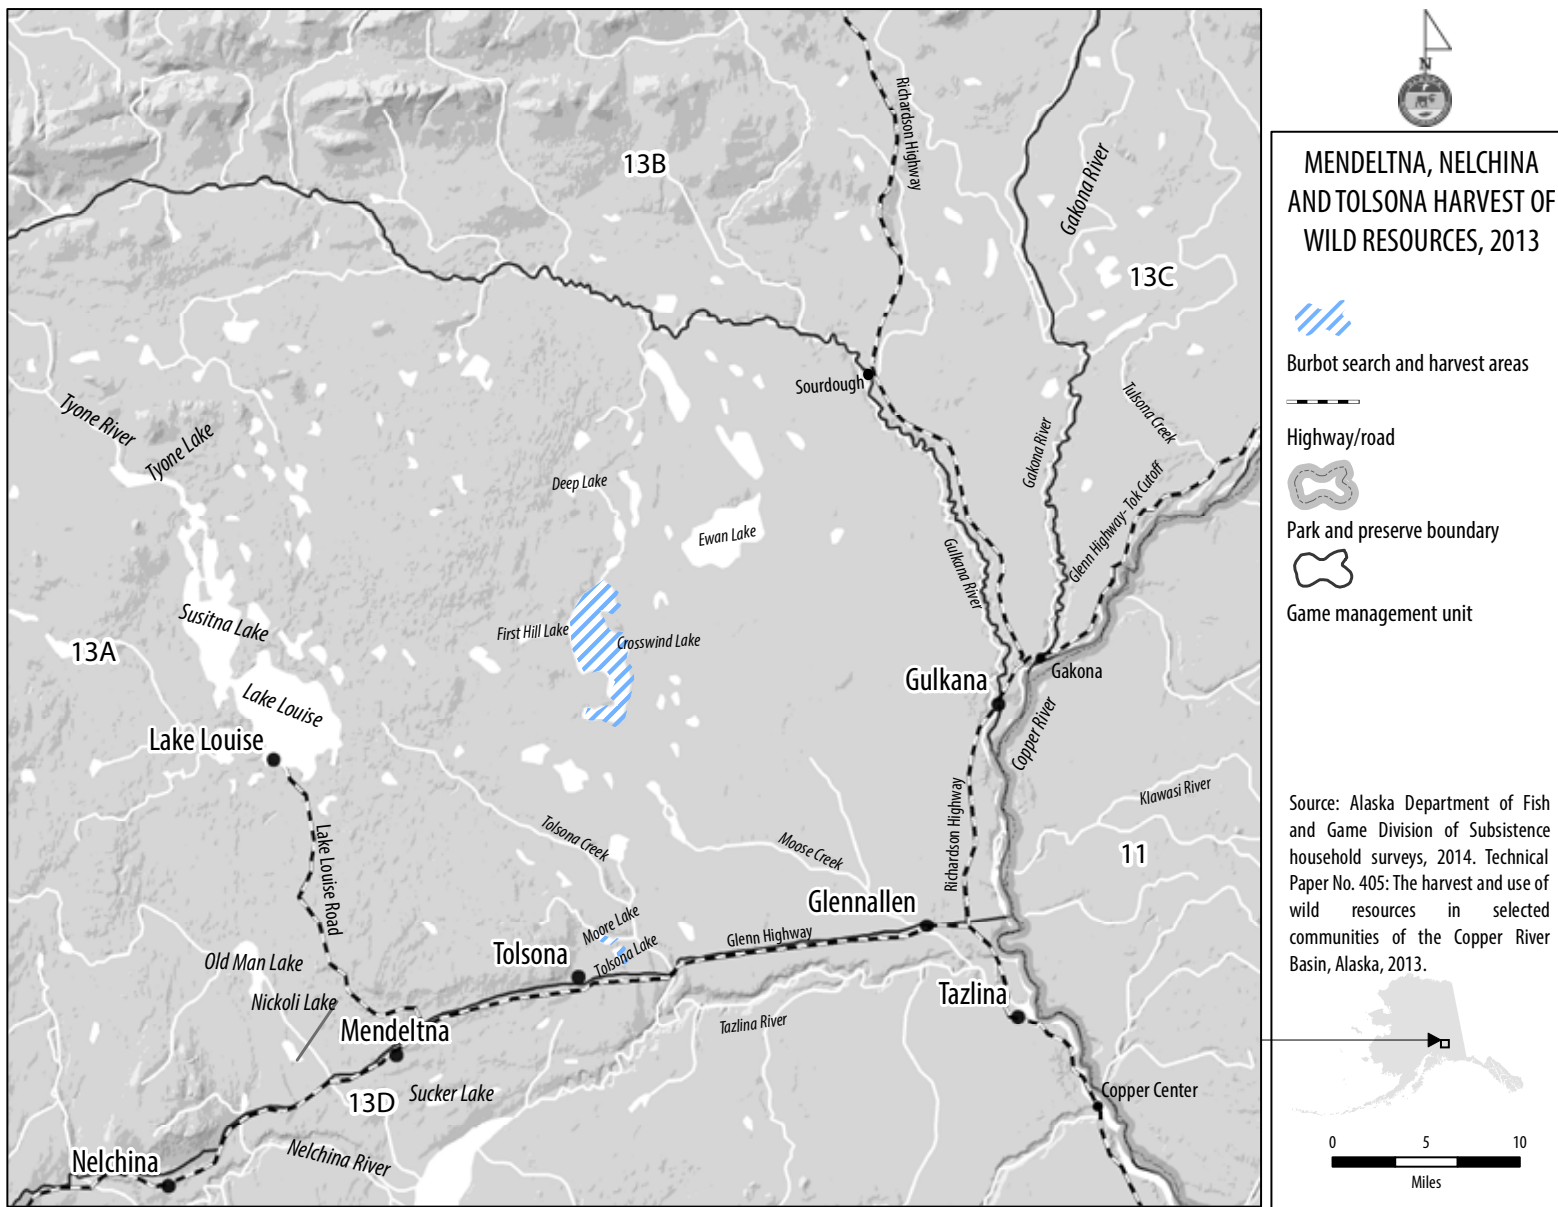 Richardson Highway
13B
Gakona River
13C
Sourdough
Tyone River
Tyone Lake
Tulsona Creek
Gakona River
Glenn Highway- Tok Cutoff
Deep Lake
Ewan Lake
Gulkana River
Susitna Lake
First Hill Lake
Crosswind Lake
13A
Gulkana
Gakona
Lake Louise
Lake Louise
Copper River
Klawasi River
Lake Louise Road
Tolsona Creek
Moose Creek
Richardson Highway
11
Glennallen
Moore Lake
Glenn Highway
Tolsona
Tolsona Lake
Old Man Lake
Nickoli Lake
Tazlina
Mendeltna
Tazlina River
Sucker Lake
13D
Copper Center
Nelchina
Nelchina River
N
MENDELTNA, NELCHINA
AND TOLSONA HARVEST OF
WILD RESOURCES, 2013
Burbot search and harvest areas
Highway/road
Park and preserve boundary
Game management unit
Source: Alaska Department of Fish
and Game Division of Subsistence
household surveys, 2014. Technical
Paper No. 405: The harvest and use of
wild resources in selected
communities of the Copper River
Basin, Alaska, 2013.
0 5 10
Miles